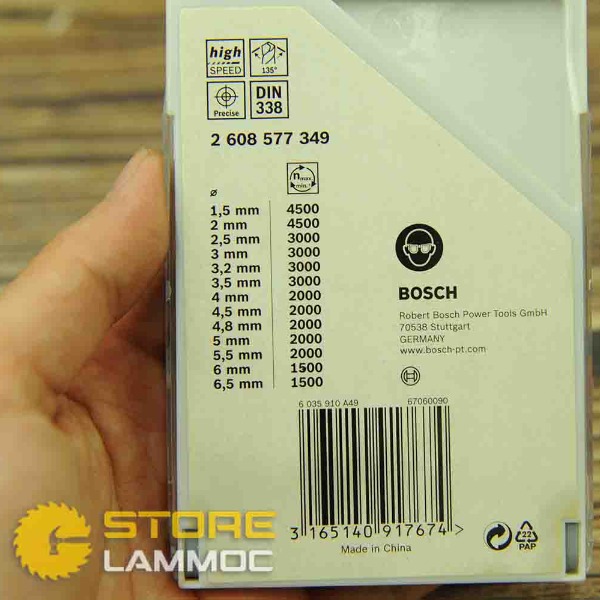 high
SPEED
135°
Precise
DIN
338
2 608 577 349
n max
min.⁻¹
ø
1,5 mm 4500
2 mm 4500
2,5 mm 3000
3 mm 3000
3,2 mm 3000
3,5 mm 3000
4 mm 2000
4,5 mm 2000
4,8 mm 2000
5 mm 2000
5,5 mm 2000
6 mm 1500
6,5 mm 1500
BOSCH
Robert Bosch Power Tools GmbH
70538 Stuttgart
GERMANY
www.bosch-pt.com
6 035 910 A49 67060090
3 165140 917674 >
Made in China
22
PAP
STORE
LAMMOC